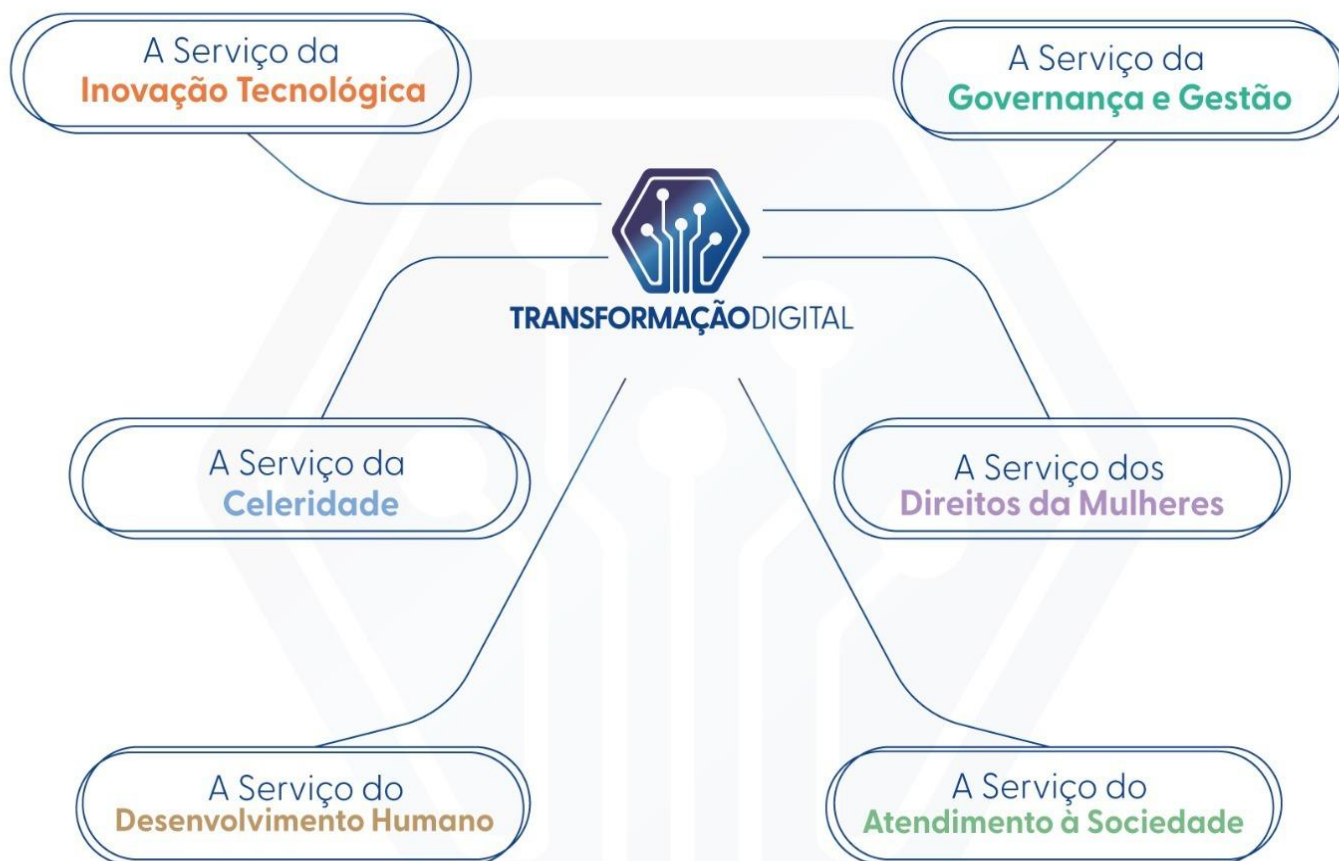 A Serviço da
Inovação Tecnológica
A Serviço da
Governança e Gestão
TRANSFORMAÇÃODIGITAL
A Serviço da
Celeridade
A Serviço dos
Direitos da Mulheres
A Serviço do
Desenvolvimento Humano
A Serviço do
Atendimento à Sociedade